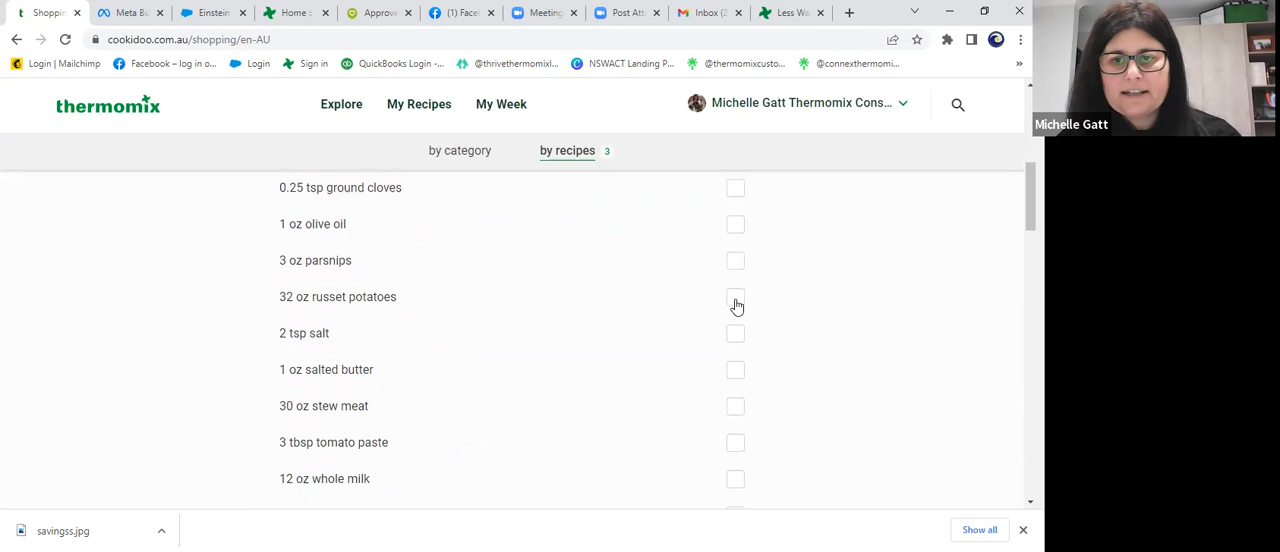 Shoppin
Meta Bu
Einstein
Home ::
Approve
(1) Face
Meeting
Post Att
Inbox (2
Less Wa
cookidoo.com.au/shopping/en-AU
Login | Mailchimp
Facebook – log in o...
Login
Sign in
QuickBooks Login -...
@thrivethermomixl...
NSWACT Landing P...
@thermomixcusto...
@connexthermomi...
»
thermomix
Explore
My Recipes
My Week
Michelle Gatt Thermomix Cons...
Michelle Gatt
by category
by recipes 3
0.25 tsp ground cloves
1 oz olive oil
3 oz parsnips
32 oz russet potatoes
2 tsp salt
1 oz salted butter
30 oz stew meat
3 tbsp tomato paste
12 oz whole milk
savingss.jpg
Show all